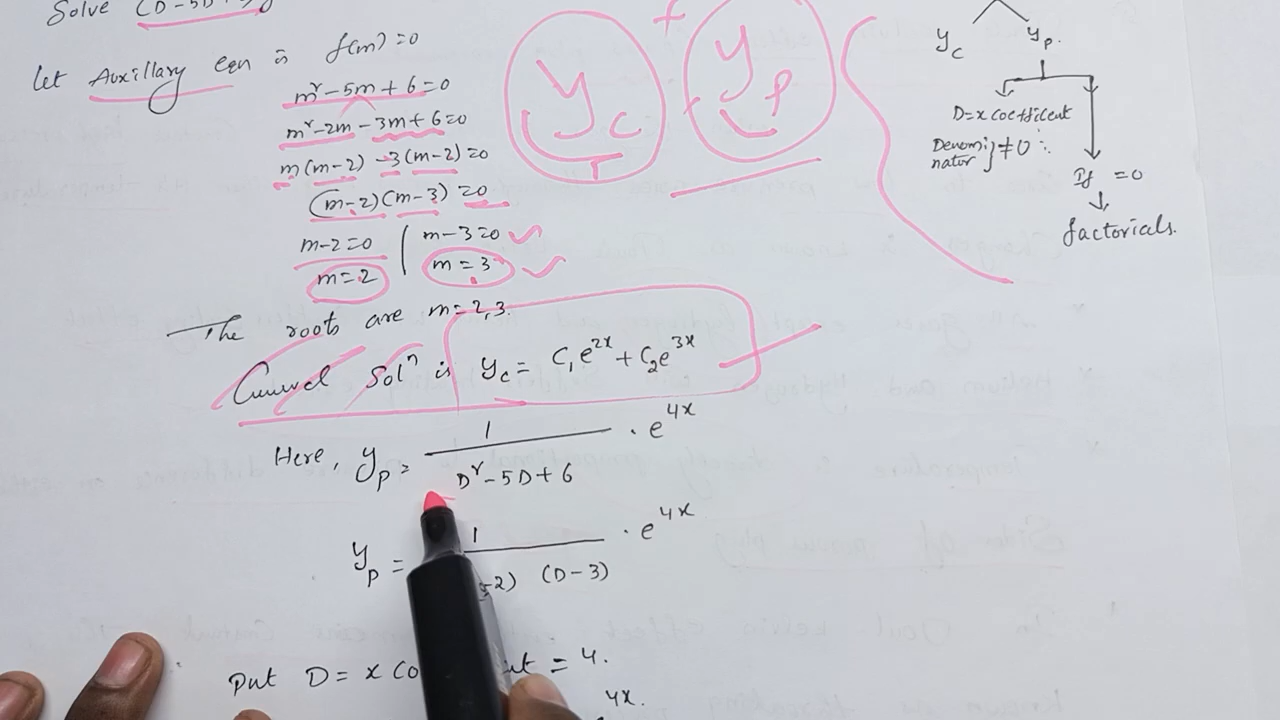 Solve (D²-5D+
Let Auxillary eqn is f(m)=0
m²-5m+6=0
m²-2m-3m+6=0
m(m-2)-3(m-2)=0
(m-2)(m-3)=0
m-2=0 | m-3=0
m=2 | m=3
The roots are m=2,3.
Solⁿ is y_c = C₁e^{2x} + C₂e^{3x}
Here, y_p = 1/(D²-5D+6) · e^{4x}
y_p = 1/( -2)(D-3) · e^{4x}
Put D = x co = 4.
4x.
y_c + y_p
y_c y_p.
D=x coefficient
Denominator } ≠0
If =0
factorials.